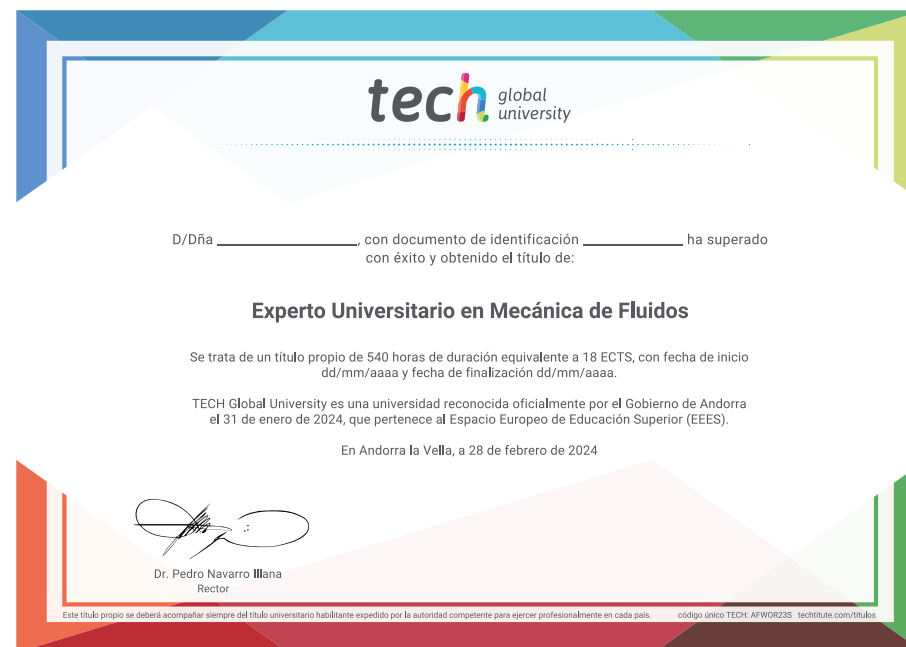 tech global university
D/Dña ____________________, con documento de identificación ______________ ha superado
con éxito y obtenido el título de:
Experto Universitario en Mecánica de Fluidos
Se trata de un título propio de 540 horas de duración equivalente a 18 ECTS, con fecha de inicio
dd/mm/aaaa y fecha de finalización dd/mm/aaaa.
TECH Global University es una universidad reconocida oficialmente por el Gobierno de Andorra
el 31 de enero de 2024, que pertenece al Espacio Europeo de Educación Superior (EEES).
En Andorra la Vella, a 28 de febrero de 2024
Dr. Pedro Navarro Illana
Rector
Este título propio se deberá acompañar siempre del título universitario habilitante expedido por la autoridad competente para ejercer profesionalmente en cada país. código único TECH: AFWOR23S techtitute.com/titulos